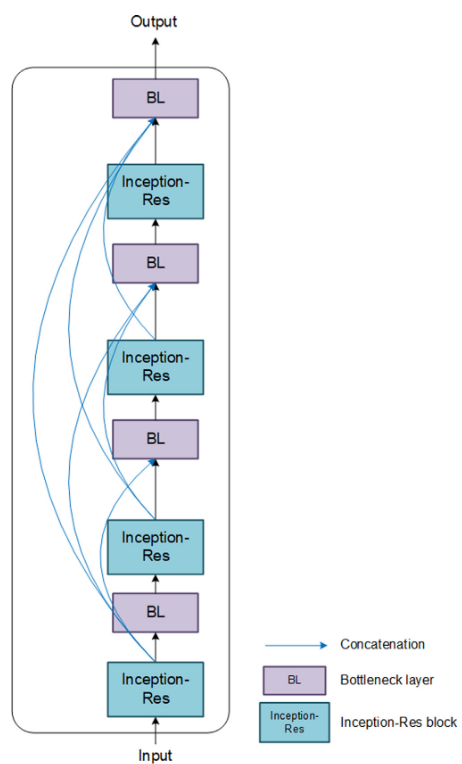 Output
BL
Inception-
Res
BL
Inception-
Res
BL
Inception-
Res
BL
Inception-
Res
Input
Concatenation
BL
Bottleneck layer
Inception-
Res
Inception-Res block